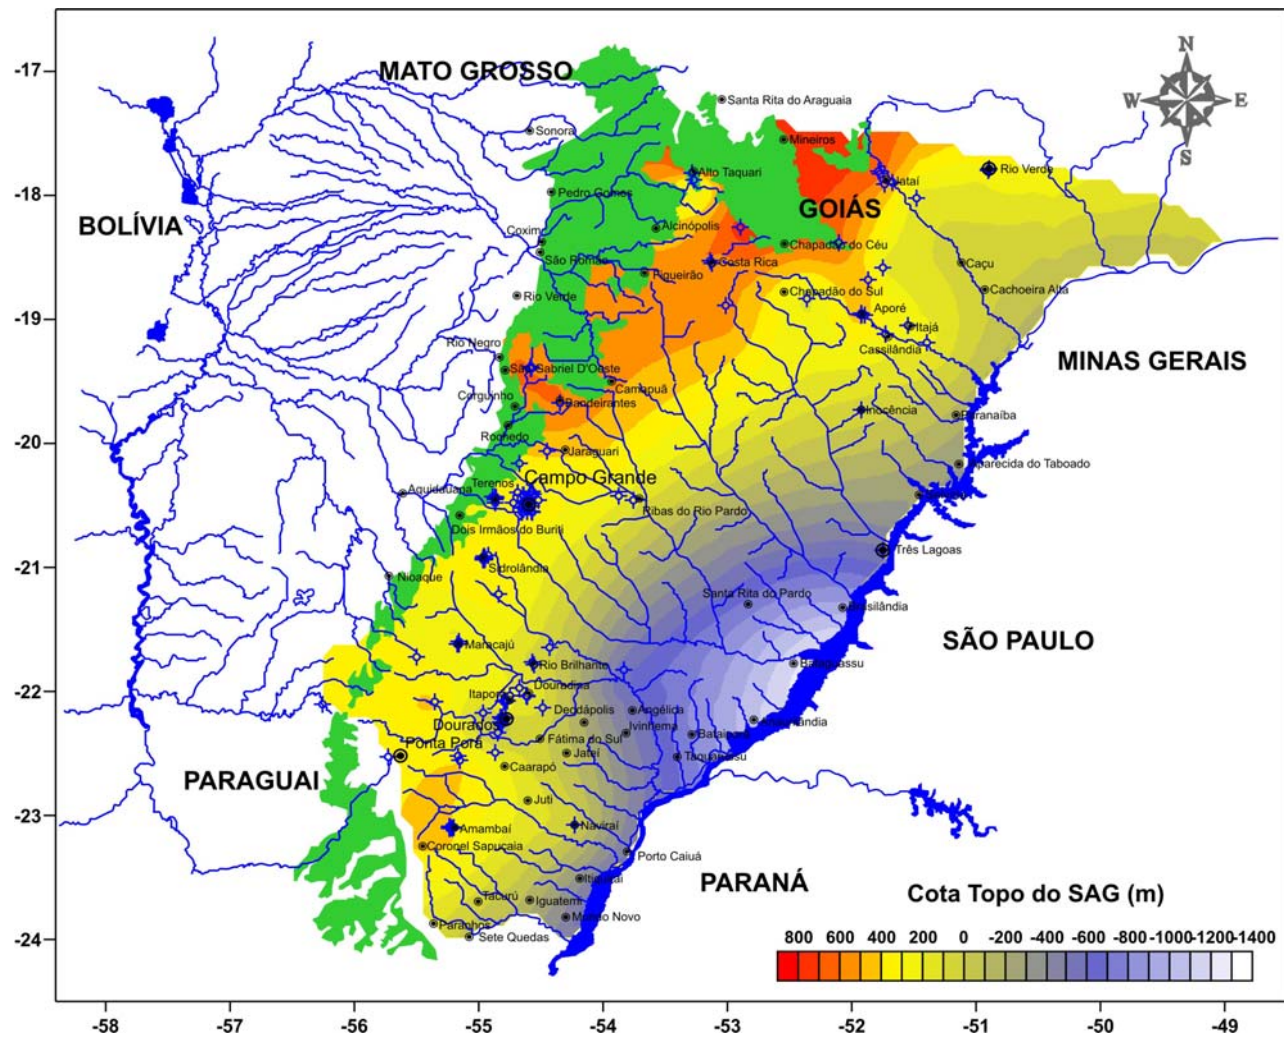 N
W E
S
-17
MATO GROSSO
Santa Rita do Araguaia
Sonora
Mineiros
-18
Alto Taquari
Rio Verde
Pedro Gomes
GOIÁS
BOLÍVIA
Alcinópolis
Coxim
Chapadão do Céu
São Romão
Costa Rica
Caçu
Figueirão
Rio Verde
Chapadão do Sul
Cachoeira Alta
-19
Aporé
Itajá
Rio Negro
Cassilândia
MINAS GERAIS
São Gabriel D'Oeste
Camapuã
Corguinho
Bandeirantes
Inocência
Paranaíba
-20
Rochedo
Jaraguari
Aparecida do Taboado
Campo Grande
Terenos
Aquidauana
Ribas do Rio Pardo
Dois Irmãos do Buriti
Três Lagoas
-21
Sidrolândia
Nioaque
Santa Rita do Pardo
Brasilândia
SÃO PAULO
Maracajú
Rio Brilhante
Bataguassu
-22
Douradina
Itaporã
Deodápolis
Angélica
Dourados
Ivinhema
Fátima do Sul
Ponta Porã
Jateí
PARAGUAI
Caarapó
Juti
-23
Amambaí
Naviraí
Coronel Sapucaia
Porto Caiuá
PARANÁ
Cota Topo do SAG (m)
Tacurú
Iguatemi
Mundo Novo
Paranhos
Sete Quedas
-24
800 600 400 200 0 -200 -400 -600 -800 -1000 -1200 -1400
-58 -57 -56 -55 -54 -53 -52 -51 -50 -49